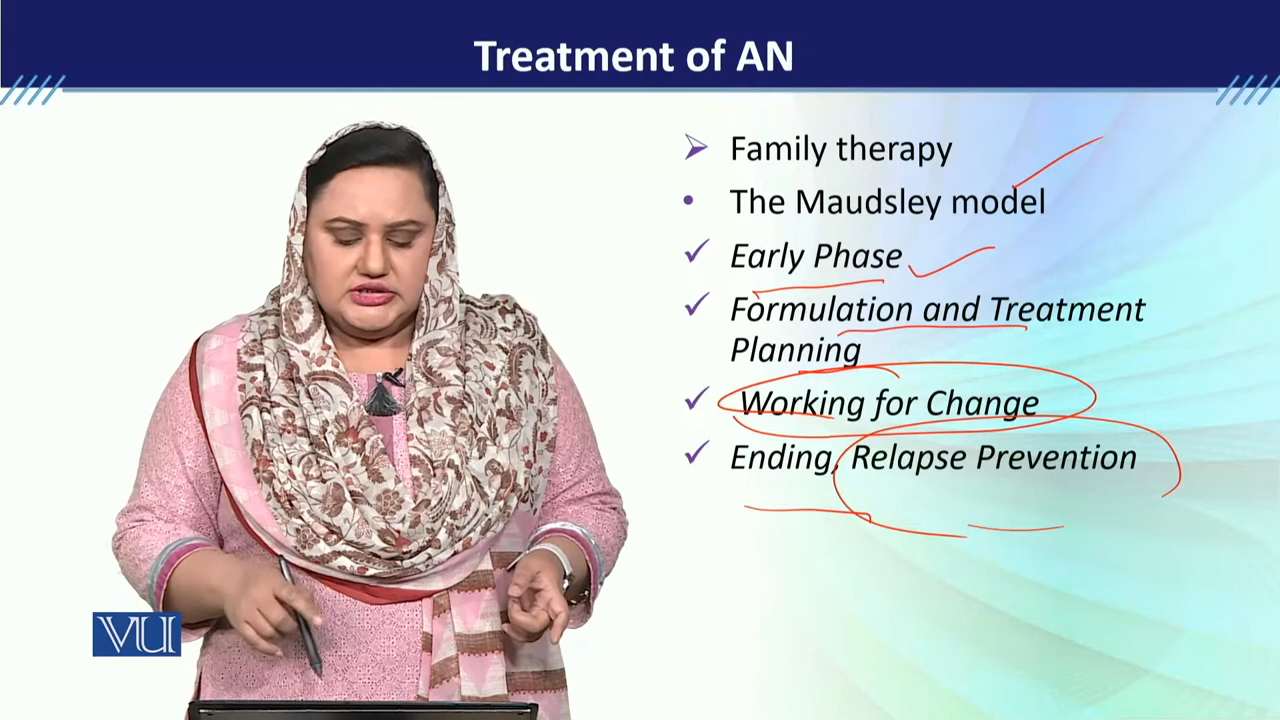 Treatment of AN
Family therapy
The Maudsley model
Early Phase
Formulation and Treatment
Planning
Working for Change
Ending, Relapse Prevention
VU